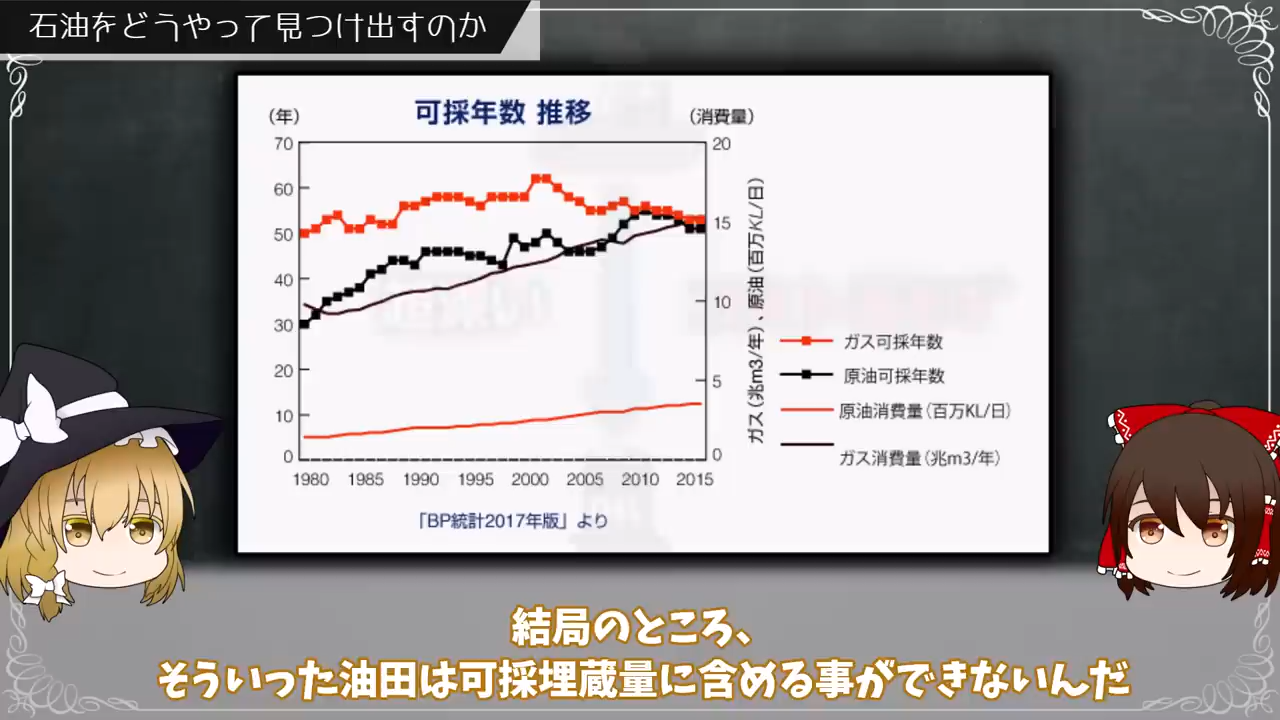 石油をどうやって見つけ出すのか
可採年数 推移
(年)
(消費量)
70
60
50
40
30
20
10
0
20
15
10
5
0
1980 1985 1990 1995 2000 2005 2010 2015
ガス(兆m3/年)、原油(百万KL/日)
ガス可採年数
原油可採年数
原油消費量(百万KL/日)
ガス消費量(兆m3/年)
「BP統計2017年版」より
結局のところ、
そういった油田は可採埋蔵量に含める事ができないんだ